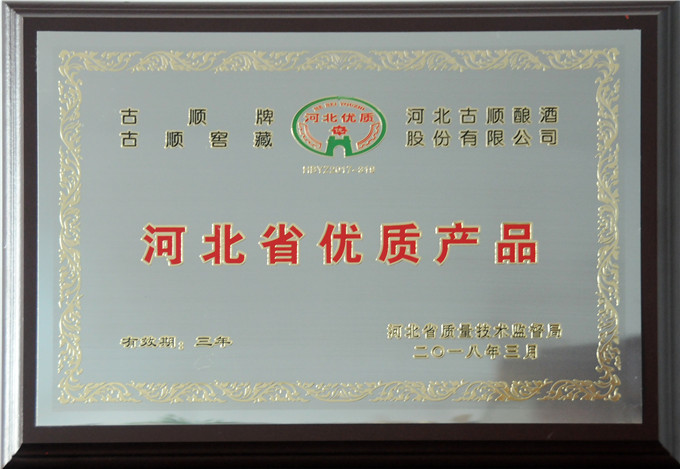 古顺牌
古顺窖藏
河北优质
河北古顺酿酒
股份有限公司
河北省优质产品
有效期：三年
河北省质量技术监督局
二〇一八年三月